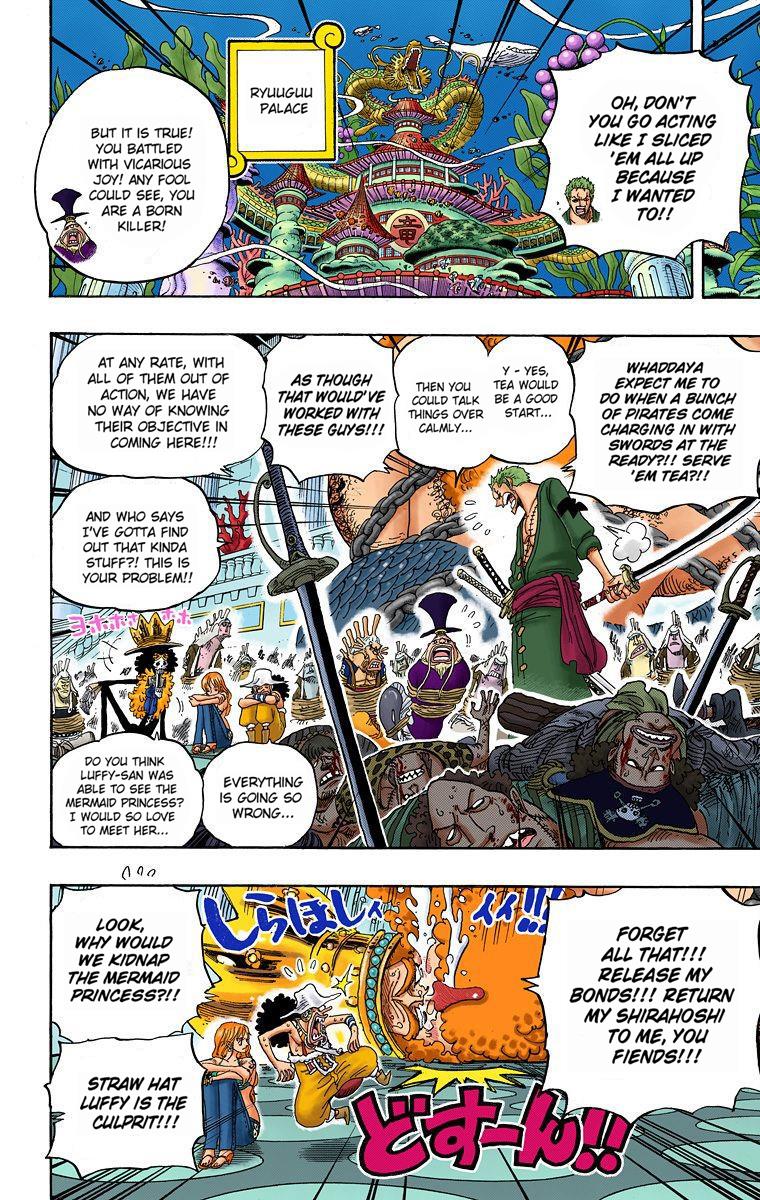 OH, DON'T
YOU GO ACTING
LIKE I SLICED
'EM ALL UP
BECAUSE
I WANTED
TO!!
RYUUGUU
PALACE
竜
BUT IT IS TRUE!
YOU BATTLED
WITH VICARIOUS
JOY! ANY FOOL
COULD SEE, YOU
ARE A BORN
KILLER!
WHADDAYA
EXPECT ME TO
DO WHEN A BUNCH
OF PIRATES COME
CHARGING IN WITH
SWORDS AT THE
READY?!! SERVE
'EM TEA?!!
Y - YES,
TEA WOULD
BE A GOOD
START...
THEN YOU
COULD TALK
THINGS OVER
CALMLY...
AS THOUGH
THAT WOULD'VE
WORKED WITH
THESE GUYS!!!
AT ANY RATE, WITH
ALL OF THEM OUT OF
ACTION, WE HAVE
NO WAY OF KNOWING
THEIR OBJECTIVE IN
COMING HERE!!!
AND WHO SAYS
I'VE GOTTA FIND
OUT THAT KINDA
STUFF?! THIS IS
YOUR PROBLEM!!
ヨホホホ ホホ
EVERYTHING
IS GOING SO
WRONG...
DO YOU THINK
LUFFY-SAN WAS
ABLE TO SEE THE
MERMAID PRINCESS?
I WOULD SO LOVE
TO MEET HER...
FORGET
ALL THAT!!!
RELEASE MY
BONDS!!! RETURN
MY SHIRAHOSHI
TO ME, YOU
FIENDS!!!
しらほしィ
ィイ!!!
LOOK,
WHY WOULD
WE KIDNAP
THE MERMAID
PRINCESS?!!
STRAW HAT
LUFFY IS THE
CULPRIT!!!
どすーん!!